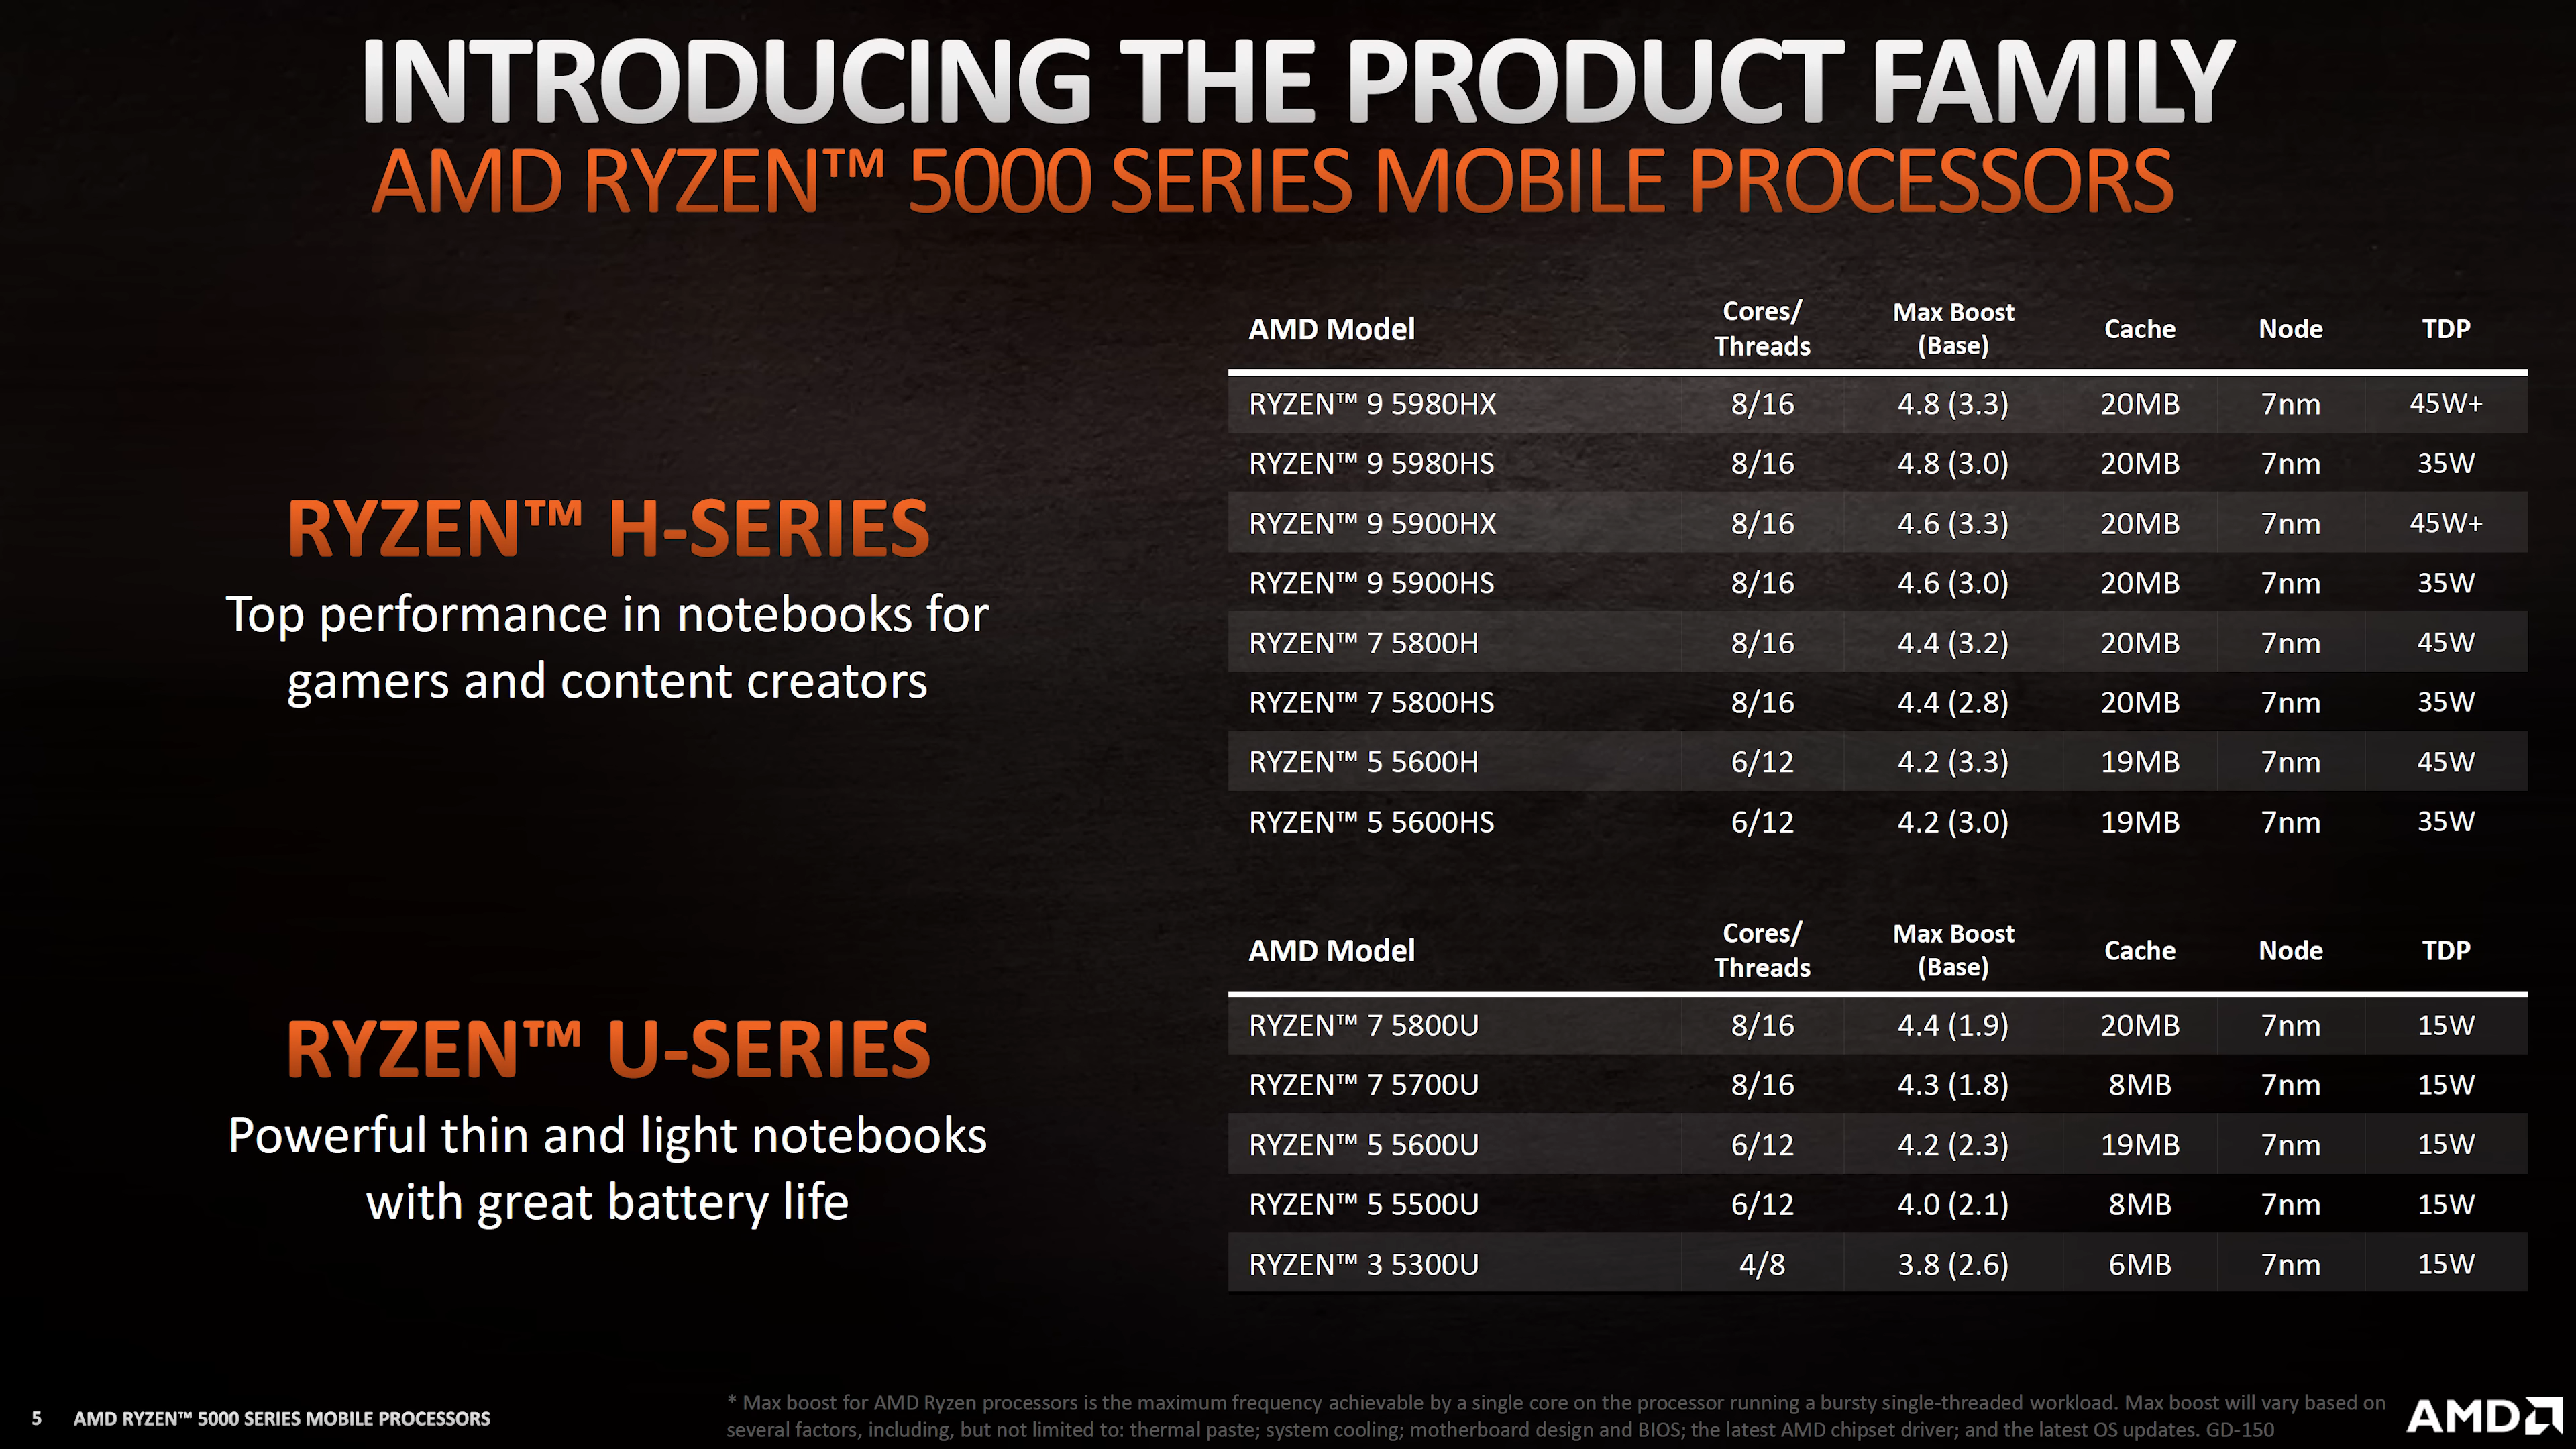 INTRODUCING THE PRODUCT FAMILY
AMD RYZEN™ 5000 SERIES MOBILE PROCESSORS
RYZEN™ H-SERIES
Top performance in notebooks for
gamers and content creators
AMD Model Cores/ Threads Max Boost (Base) Cache Node TDP
RYZEN™ 9 5980HX 8/16 4.8 (3.3) 20MB 7nm 45W+
RYZEN™ 9 5980HS 8/16 4.8 (3.0) 20MB 7nm 35W
RYZEN™ 9 5900HX 8/16 4.6 (3.3) 20MB 7nm 45W+
RYZEN™ 9 5900HS 8/16 4.6 (3.0) 20MB 7nm 35W
RYZEN™ 7 5800H 8/16 4.4 (3.2) 20MB 7nm 45W
RYZEN™ 7 5800HS 8/16 4.4 (2.8) 20MB 7nm 35W
RYZEN™ 5 5600H 6/12 4.2 (3.3) 19MB 7nm 45W
RYZEN™ 5 5600HS 6/12 4.2 (3.0) 19MB 7nm 35W
RYZEN™ U-SERIES
Powerful thin and light notebooks
with great battery life
AMD Model Cores/ Threads Max Boost (Base) Cache Node TDP
RYZEN™ 7 5800U 8/16 4.4 (1.9) 20MB 7nm 15W
RYZEN™ 7 5700U 8/16 4.3 (1.8) 8MB 7nm 15W
RYZEN™ 5 5600U 6/12 4.2 (2.3) 19MB 7nm 15W
RYZEN™ 5 5500U 6/12 4.0 (2.1) 8MB 7nm 15W
RYZEN™ 3 5300U 4/8 3.8 (2.6) 6MB 7nm 15W
5 AMD RYZEN™ 5000 SERIES MOBILE PROCESSORS
* Max boost for AMD Ryzen processors is the maximum frequency achievable by a single core on the processor running a bursty single-threaded workload. Max boost will vary based on
several factors, including, but not limited to: thermal paste; system cooling; motherboard design and BIOS; the latest AMD chipset driver; and the latest OS updates. GD-150
AMD